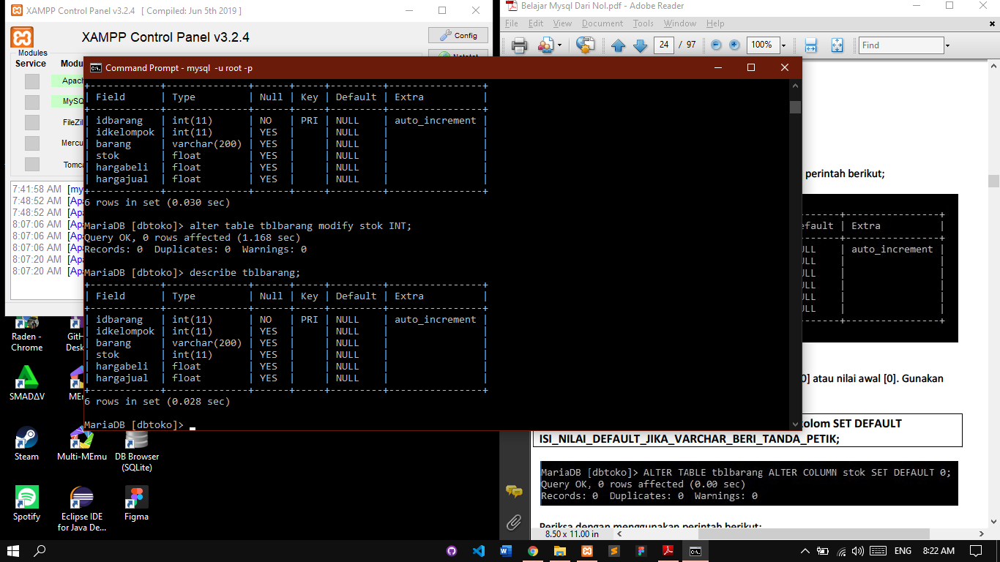 XAMPP Control Panel v3.2.4 [ Compiled: Jun 5th 2019 ]
XAMPP Control Panel v3.2.4
Config
Modules
Service
Apach
MySQ
FileZil
Mercu
Tomca
7:41:58 AM [my
7:48:52 AM [Ap
7:48:52 AM [Ap
8:07:06 AM [Ap
8:07:06 AM [Ap
8:07:06 AM [Ap
8:07:20 AM [Ap
8:07:20 AM [Ap
Belajar Mysql Dari Nol.pdf - Adobe Reader
File Edit View Document Tools Window Help
24 / 97 100% Find
Command Prompt - mysql -u root -p
+------------+--------------+------+-----+---------+----------------+
| Field | Type | Null | Key | Default | Extra |
+------------+--------------+------+-----+---------+----------------+
| idbarang | int(11) | NO | PRI | NULL | auto_increment |
| idkelompok | int(11) | YES | | NULL | |
| barang | varchar(200) | YES | | NULL | |
| stok | float | YES | | NULL | |
| hargabeli | float | YES | | NULL | |
| hargajual | float | YES | | NULL | |
+------------+--------------+------+-----+---------+----------------+
6 rows in set (0.030 sec)
MariaDB [dbtoko]> alter table tblbarang modify stok INT;
Query OK, 0 rows affected (1.168 sec)
Records: 0 Duplicates: 0 Warnings: 0
MariaDB [dbtoko]> describe tblbarang;
+------------+--------------+------+-----+---------+----------------+
| Field | Type | Null | Key | Default | Extra |
+------------+--------------+------+-----+---------+----------------+
| idbarang | int(11) | NO | PRI | NULL | auto_increment |
| idkelompok | int(11) | YES | | NULL | |
| barang | varchar(200) | YES | | NULL | |
| stok | int(11) | YES | | NULL | |
| hargabeli | float | YES | | NULL | |
| hargajual | float | YES | | NULL | |
+------------+--------------+------+-----+---------+----------------+
6 rows in set (0.028 sec)
MariaDB [dbtoko]>
perintah berikut;
-------+----------------+
efault | Extra |
-------+----------------+
ULL | auto_increment |
ULL | |
ULL | |
ULL | |
ULL | |
ULL | |
-------+----------------+
0] atau nilai awal [0]. Gunakan
kolom SET DEFAULT
ISI_NILAI_DEFAULT_JIKA_VARCHAR_BERI_TANDA_PETIK;
MariaDB [dbtoko]> ALTER TABLE tblbarang ALTER COLUMN stok SET DEFAULT 0;
Query OK, 0 rows affected (0.00 sec)
Records: 0 Duplicates: 0 Warnings: 0
Periksa dengan menggunakan perintah berikut:
8.50 x 11.00 in
Raden -
Chrome
GitH
Desk
SMADΔV
MEm
Steam
Multi-MEmu
DB Browser
(SQLite)
Spotify
Eclipse IDE
for Java De...
Figma
ENG
8:22 AM